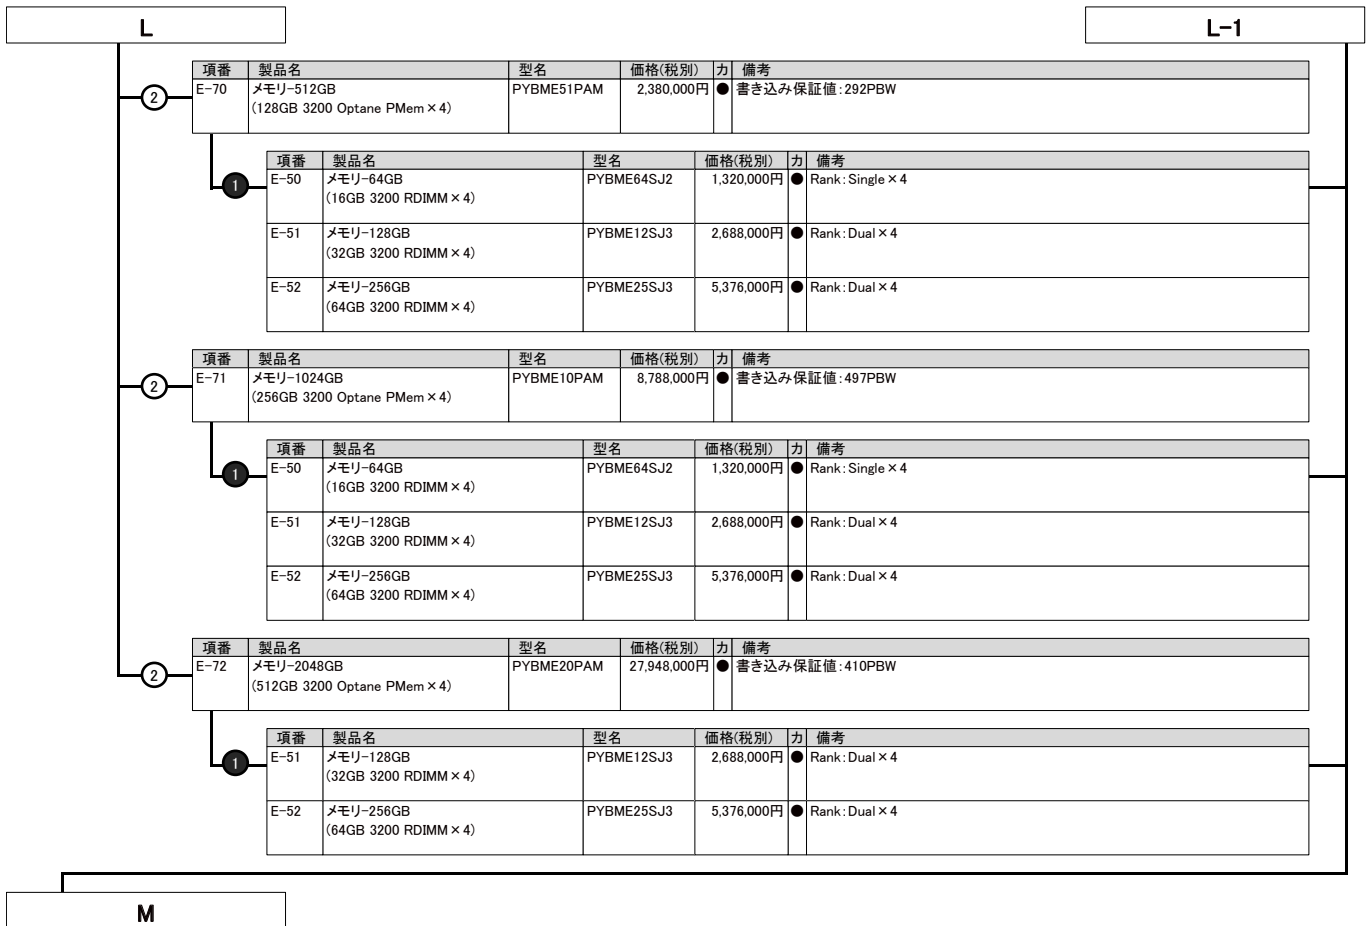 L
L-1
項番 製品名 型名 価格(税別) カ 備考
② E-70 メモリ-512GB PYBME51PAM 2,380,000円 ● 書き込み保証値:292PBW
(128GB 3200 Optane PMem×4)
項番 製品名 型名 価格(税別) カ 備考
❶ E-50 メモリ-64GB PYBME64SJ2 1,320,000円 ● Rank:Single×4
(16GB 3200 RDIMM×4)
E-51 メモリ-128GB PYBME12SJ3 2,688,000円 ● Rank:Dual×4
(32GB 3200 RDIMM×4)
E-52 メモリ-256GB PYBME25SJ3 5,376,000円 ● Rank:Dual×4
(64GB 3200 RDIMM×4)
項番 製品名 型名 価格(税別) カ 備考
② E-71 メモリ-1024GB PYBME10PAM 8,788,000円 ● 書き込み保証値:497PBW
(256GB 3200 Optane PMem×4)
項番 製品名 型名 価格(税別) カ 備考
❶ E-50 メモリ-64GB PYBME64SJ2 1,320,000円 ● Rank:Single×4
(16GB 3200 RDIMM×4)
E-51 メモリ-128GB PYBME12SJ3 2,688,000円 ● Rank:Dual×4
(32GB 3200 RDIMM×4)
E-52 メモリ-256GB PYBME25SJ3 5,376,000円 ● Rank:Dual×4
(64GB 3200 RDIMM×4)
項番 製品名 型名 価格(税別) カ 備考
② E-72 メモリ-2048GB PYBME20PAM 27,948,000円 ● 書き込み保証値:410PBW
(512GB 3200 Optane PMem×4)
項番 製品名 型名 価格(税別) カ 備考
❶ E-51 メモリ-128GB PYBME12SJ3 2,688,000円 ● Rank:Dual×4
(32GB 3200 RDIMM×4)
E-52 メモリ-256GB PYBME25SJ3 5,376,000円 ● Rank:Dual×4
(64GB 3200 RDIMM×4)
M